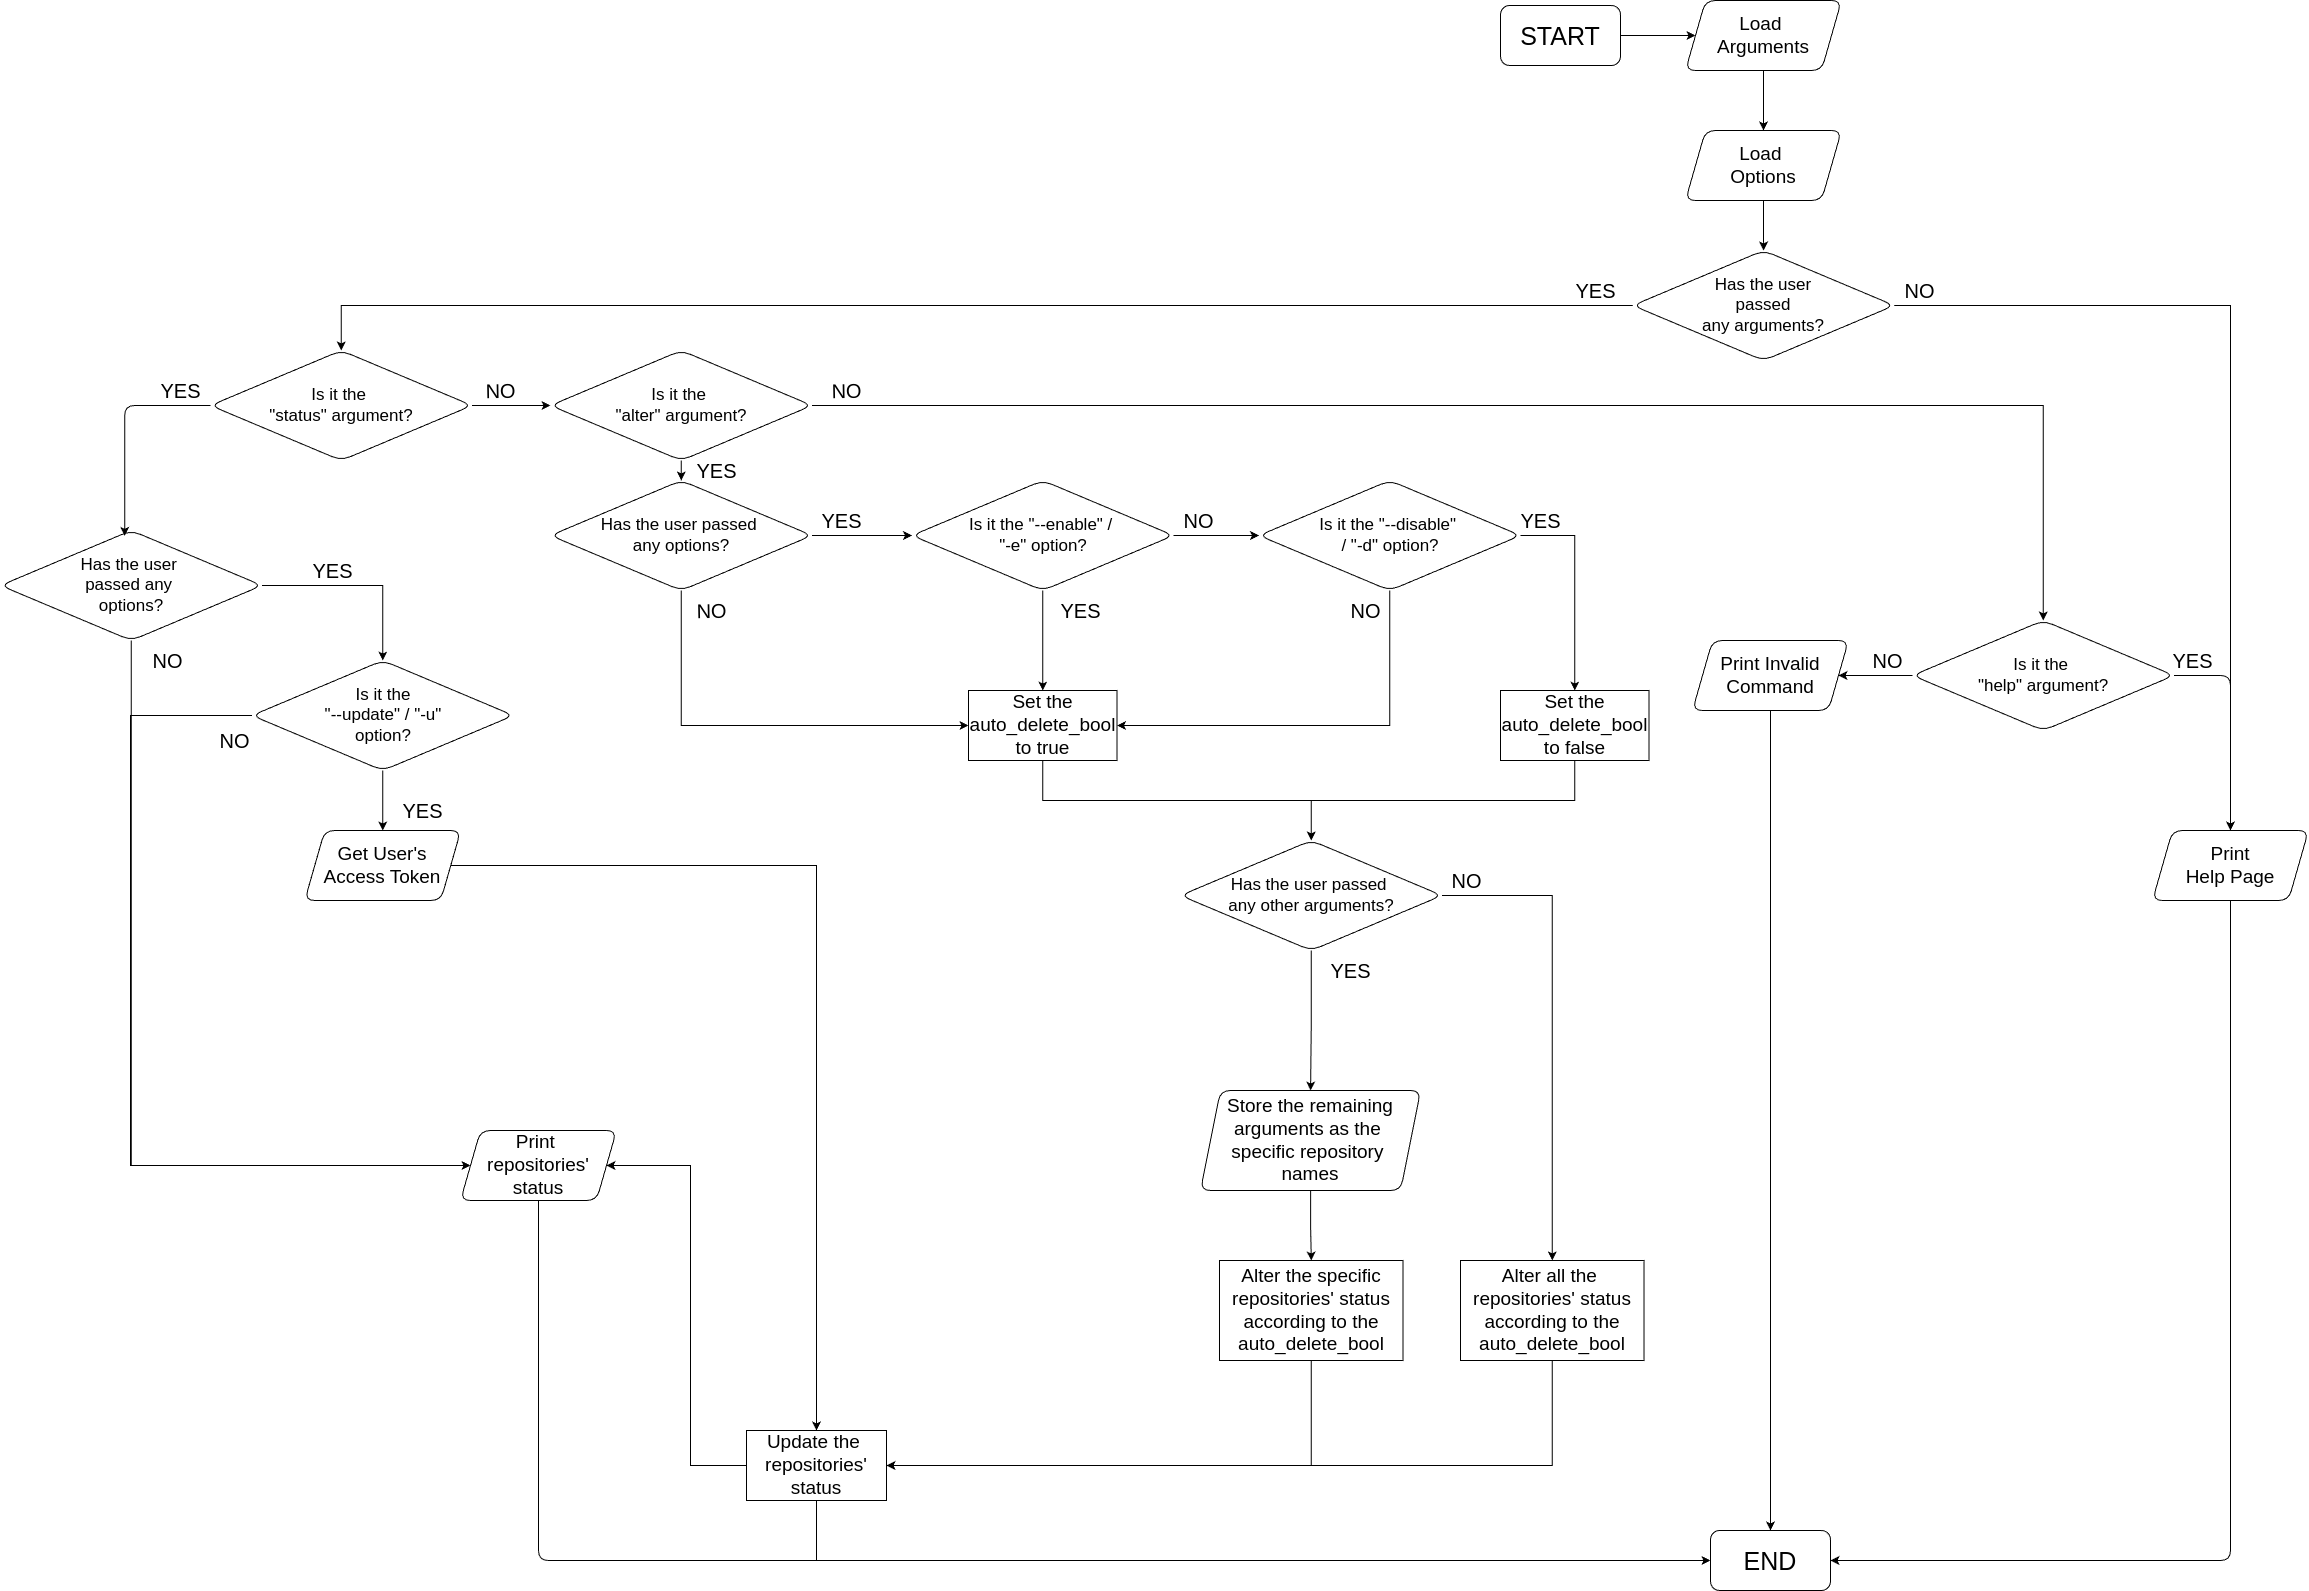 START
Load
Arguments
Load
Options
Has the user
passed
any arguments?
YES
NO
Is it the
"status" argument?
YES
NO
Is it the
"alter" argument?
NO
YES
Has the user passed
any options?
YES
NO
Is it the "--enable" /
"-e" option?
NO
YES
Is it the "--disable"
/ "-d" option?
YES
NO
Has the user
passed any
options?
YES
NO
Is it the
"--update" / "-u"
option?
NO
YES
Get User's
Access Token
Set the
auto_delete_bool
to true
Set the
auto_delete_bool
to false
Print Invalid
Command
NO
Is it the
"help" argument?
YES
Print
Help Page
Has the user passed
any other arguments?
NO
YES
Store the remaining
arguments as the
specific repository
names
Print
repositories'
status
Alter the specific
repositories' status
according to the
auto_delete_bool
Alter all the
repositories' status
according to the
auto_delete_bool
Update the
repositories'
status
END